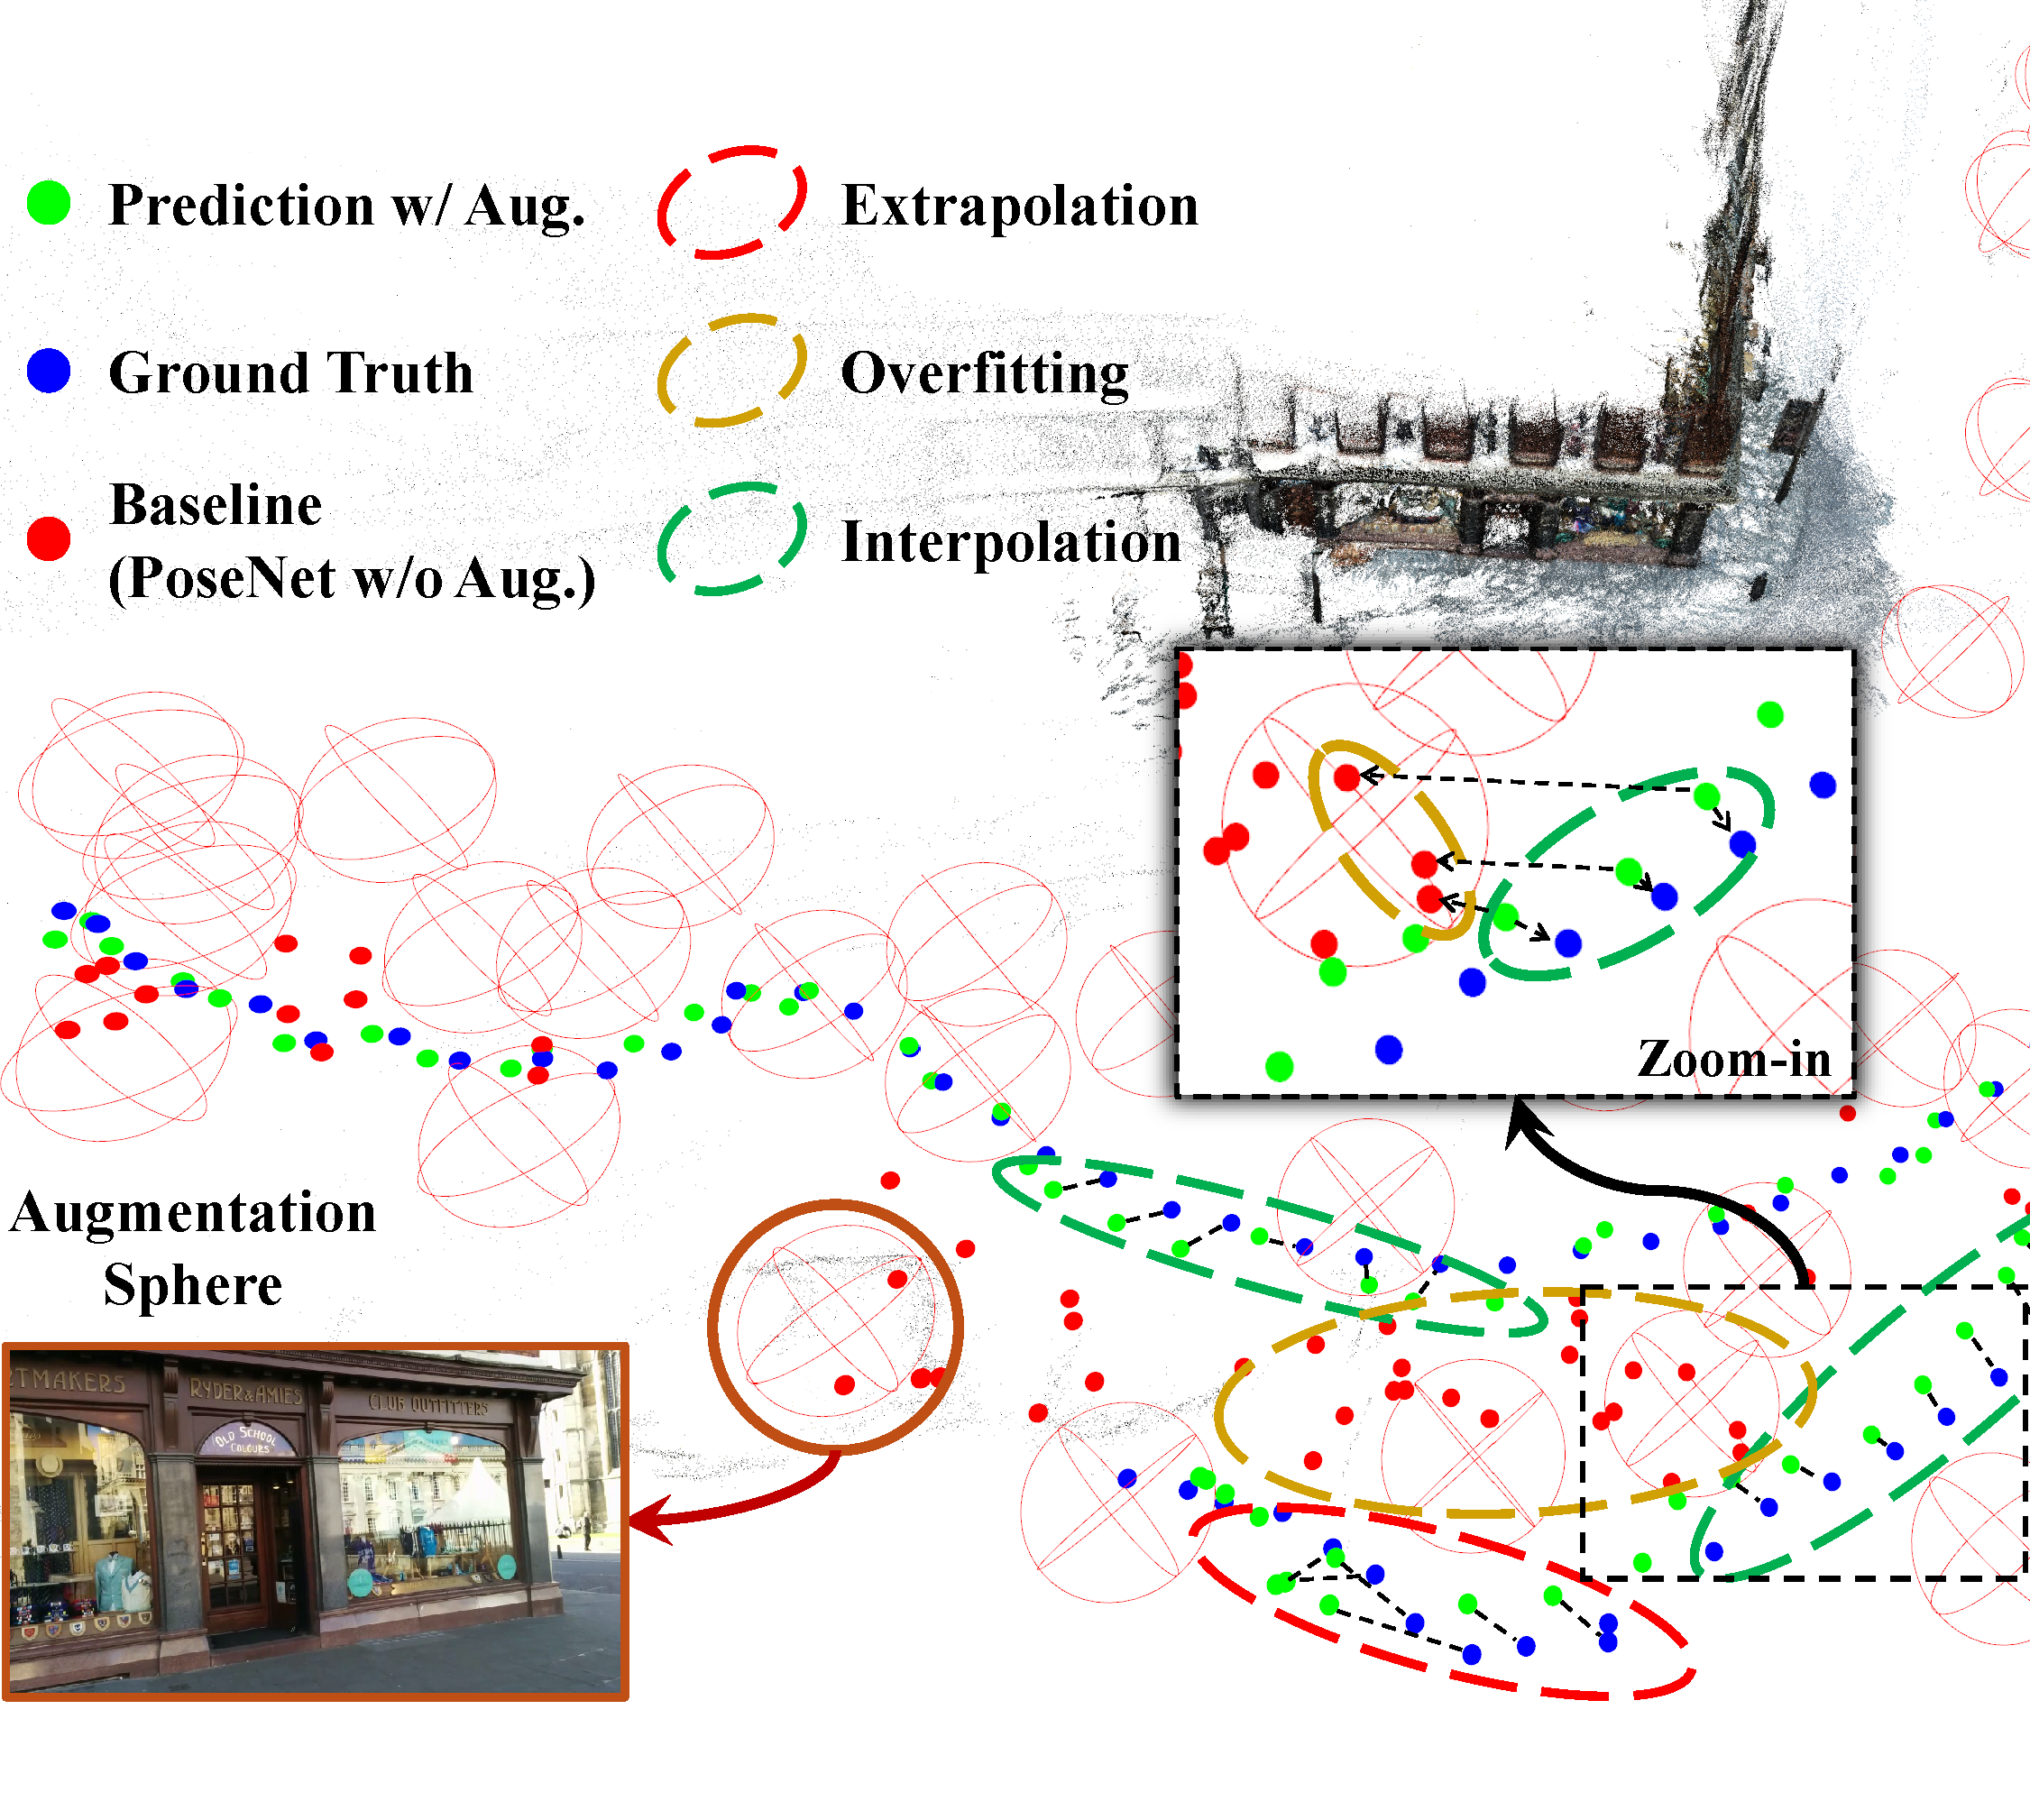 Prediction w/ Aug.
Extrapolation
Ground Truth
Overfitting
Baseline
(PoseNet w/o Aug.)
Interpolation
Zoom-in
Augmentation
Sphere
TMAKERS
RYDER & AMIES
CLUB OUTFITTERS
OLD SCHOOL
COLOURS